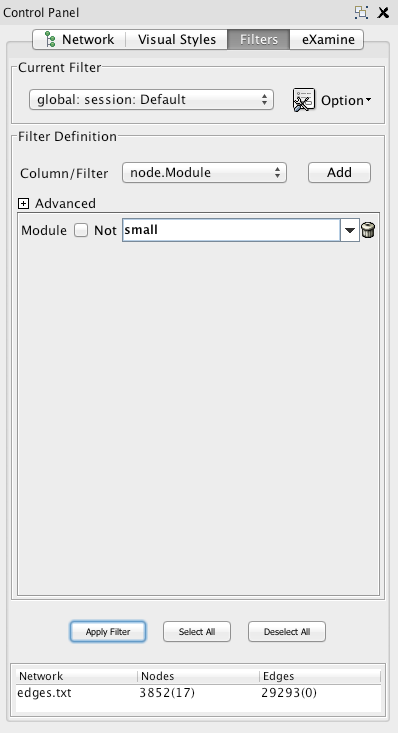 Control Panel
Network Visual Styles Filters eXamine
Current Filter
global: session: Default Option
Filter Definition
Column/Filter node.Module Add
Advanced
Module Not small
Apply Filter Select All Deselect All
Network Nodes Edges
edges.txt 3852(17) 29293(0)